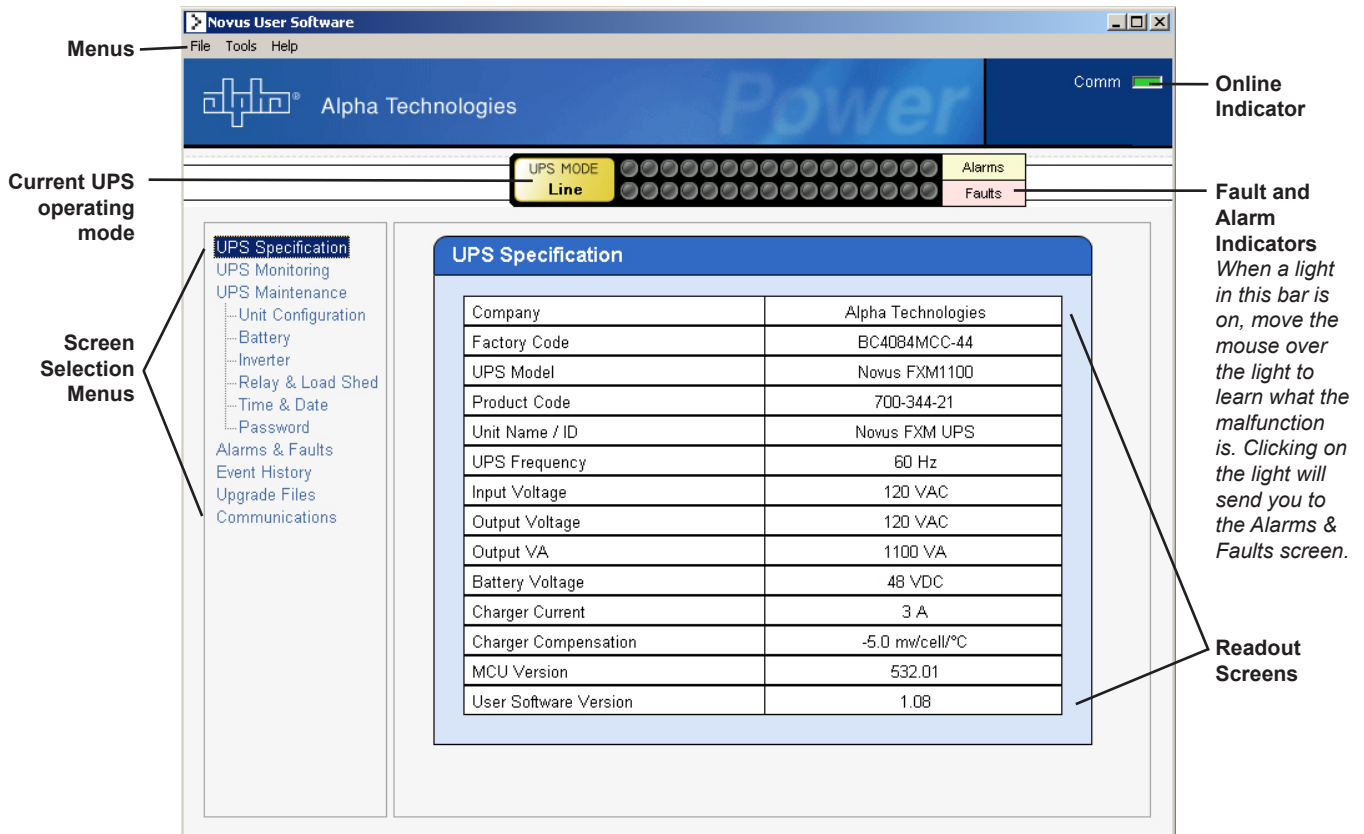 Novus User Software
Menus
File Tools Help
alpha®
Alpha Technologies
Power
Comm
Online
Indicator
Current UPS
operating
mode
UPS MODE
Line
Alarms
Faults
Fault and
Alarm
Indicators
When a light
in this bar is
on, move the
mouse over
the light to
learn what the
malfunction
is. Clicking on
the light will
send you to
the Alarms &
Faults screen.
Screen
Selection
Menus
UPS Specification
UPS Monitoring
UPS Maintenance
Unit Configuration
Battery
Inverter
Relay & Load Shed
Time & Date
Password
Alarms & Faults
Event History
Upgrade Files
Communications
UPS Specification
Company Alpha Technologies
Factory Code BC4084MCC-44
UPS Model Novus FXM1100
Product Code 700-344-21
Unit Name / ID Novus FXM UPS
UPS Frequency 60 Hz
Input Voltage 120 VAC
Output Voltage 120 VAC
Output VA 1100 VA
Battery Voltage 48 VDC
Charger Current 3 A
Charger Compensation -5.0 mv/cell/°C
MCU Version 532.01
User Software Version 1.08
Readout
Screens